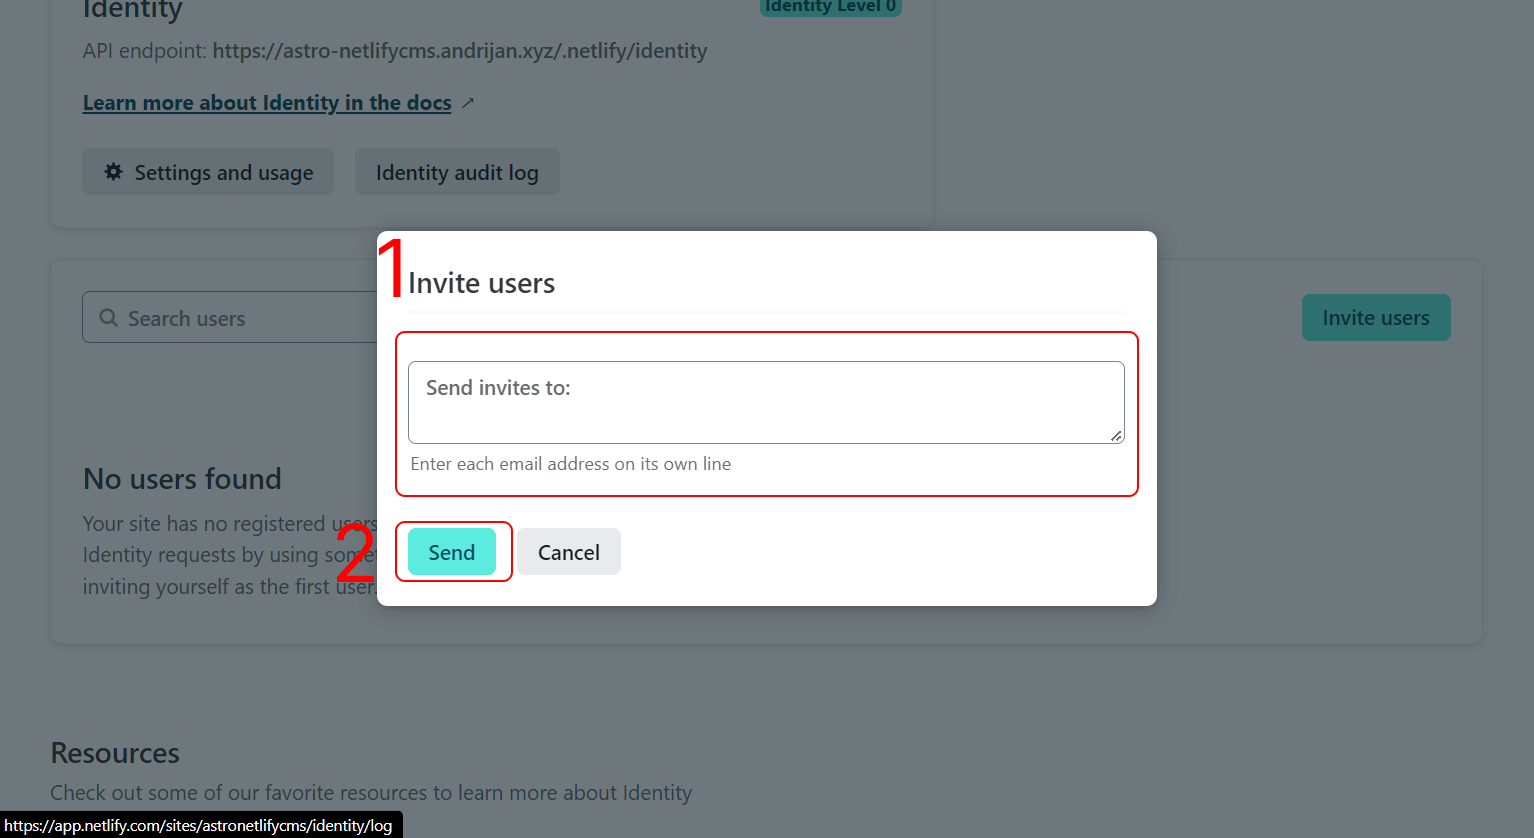 Identity
Identity Level 0
API endpoint: https://astro-netlifycms.andrijan.xyz/.netlify/identity
Learn more about Identity in the docs ↗
Settings and usage
Identity audit log
1
Invite users
Search users
Invite users
Send invites to:
Enter each email address on its own line
No users found
Your site has no registered users
Identity requests by using some
inviting yourself as the first user.
2
Send
Cancel
Resources
Check out some of our favorite resources to learn more about Identity
https://app.netlify.com/sites/astronetlifycms/identity/log